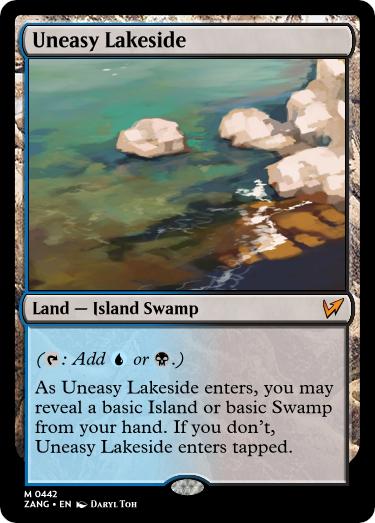 Uneasy Lakeside
Land — Island Swamp
(: Add or .)
As Uneasy Lakeside enters, you may
reveal a basic Island or basic Swamp
from your hand. If you don't,
Uneasy Lakeside enters tapped.
M 0442
ZANG • EN DARYL TOH